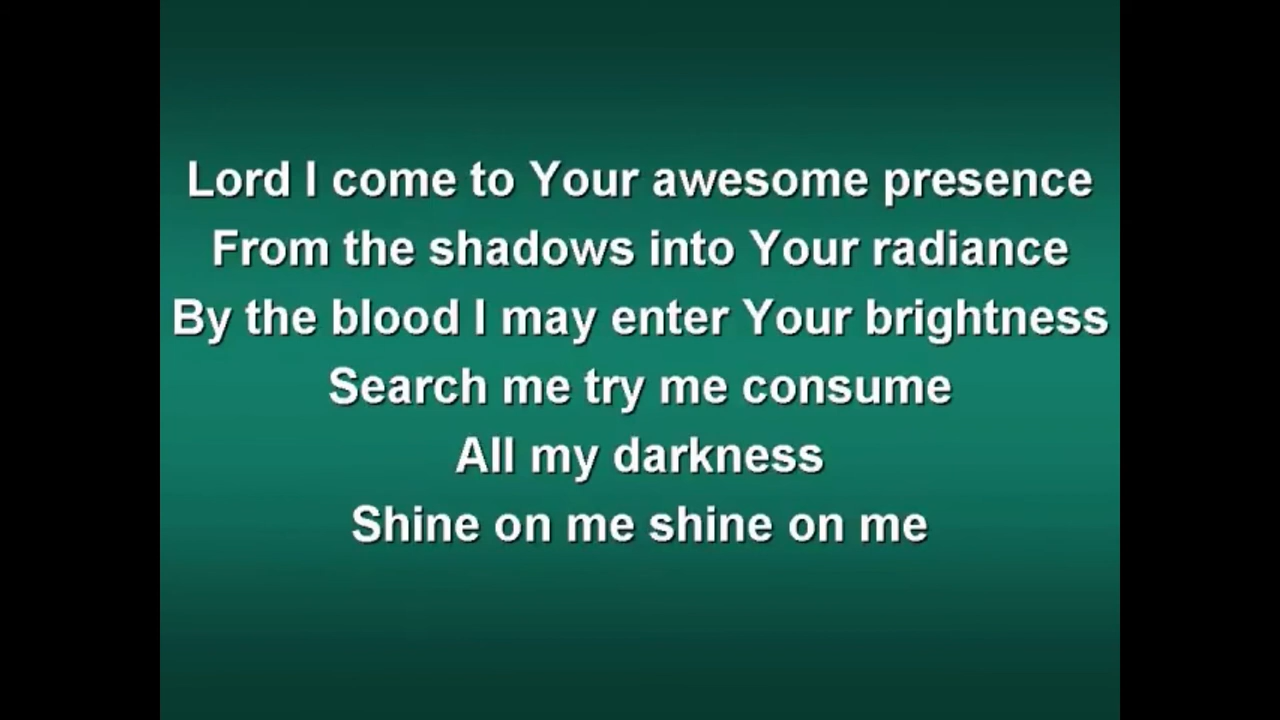 Lord I come to Your awesome presence
From the shadows into Your radiance
By the blood I may enter Your brightness
Search me try me consume
All my darkness
Shine on me shine on me